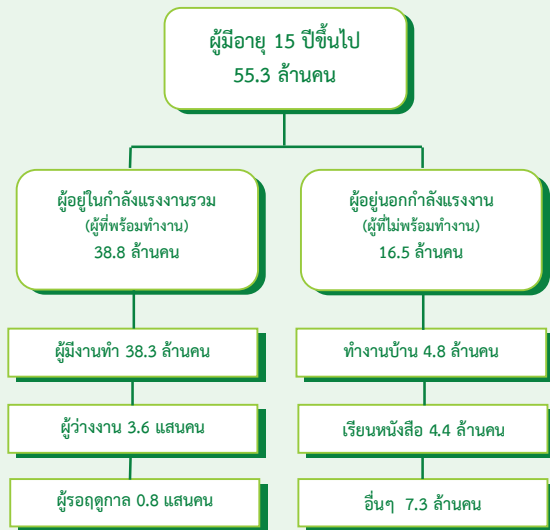 ผู้มีอายุ 15 ปีขึ้นไป
55.3 ล้านคน
ผู้อยู่ในกำลังแรงงานรวม
(ผู้ที่พร้อมทำงาน)
38.8 ล้านคน
ผู้อยู่นอกกำลังแรงงาน
(ผู้ที่ไม่พร้อมทำงาน)
16.5 ล้านคน
ผู้มีงานทำ 38.3 ล้านคน
ทำงานบ้าน 4.8 ล้านคน
ผู้ว่างงาน 3.6 แสนคน
เรียนหนังสือ 4.4 ล้านคน
ผู้รอฤดูกาล 0.8 แสนคน
อื่นๆ 7.3 ล้านคน